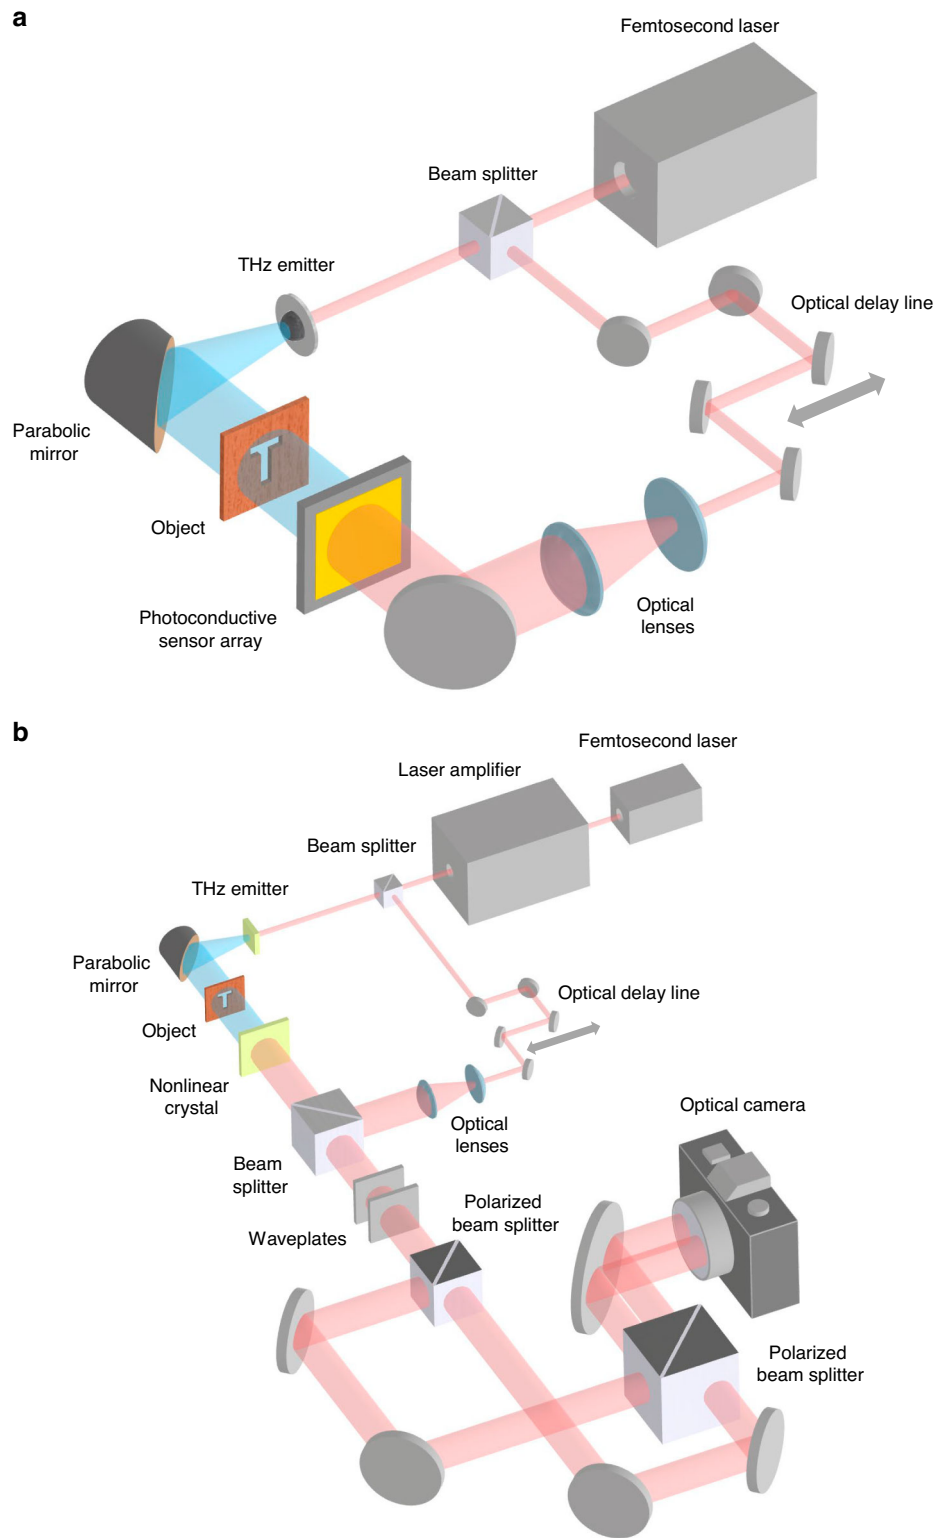 a
Femtosecond laser
Beam splitter
THz emitter
Optical delay line
Parabolic
mirror
Object
Optical
lenses
Photoconductive
sensor array
b
Femtosecond laser
Laser amplifier
Beam splitter
THz emitter
Parabolic
mirror
Optical delay line
Object
Nonlinear
crystal
Optical
lenses
Optical camera
Beam
splitter
Polarized
beam splitter
Waveplates
Polarized
beam splitter
T
T